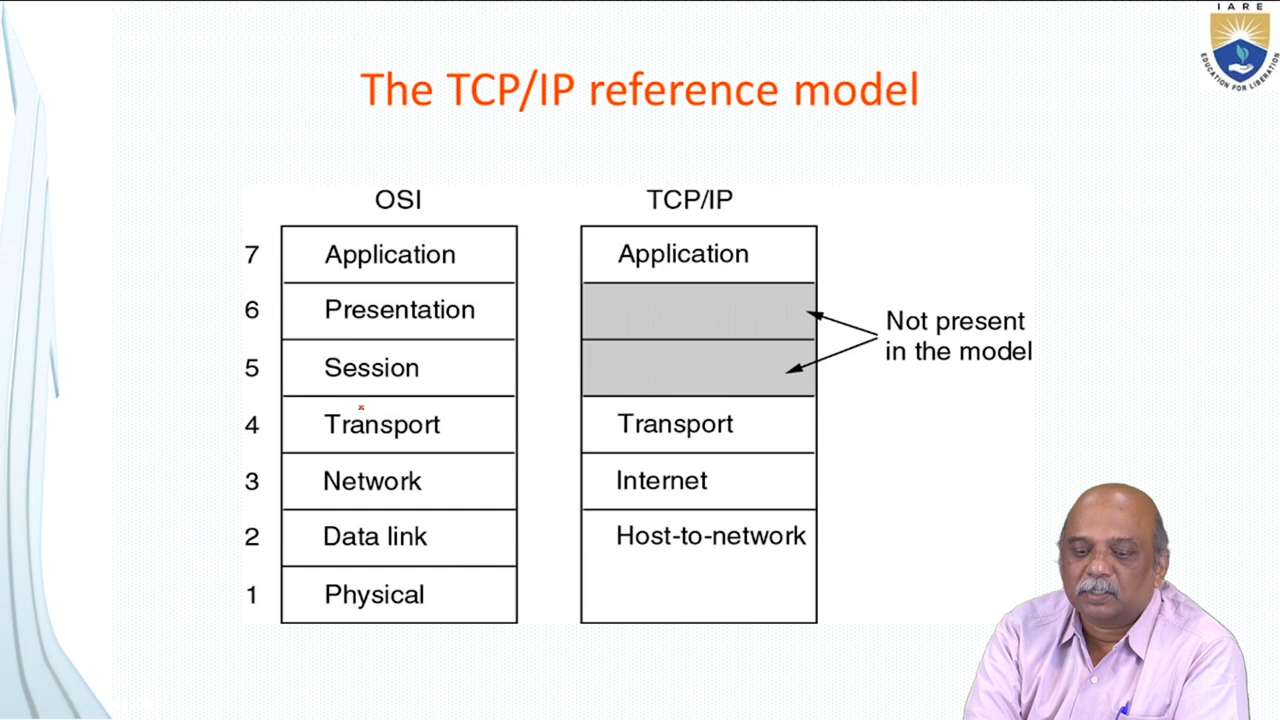 IARE
EDUCATION FOR LIBERATION
The TCP/IP reference model
OSI
TCP/IP
7 Application Application
6 Presentation
5 Session
Not present
in the model
4 Transport Transport
3 Network Internet
2 Data link Host-to-network
1 Physical